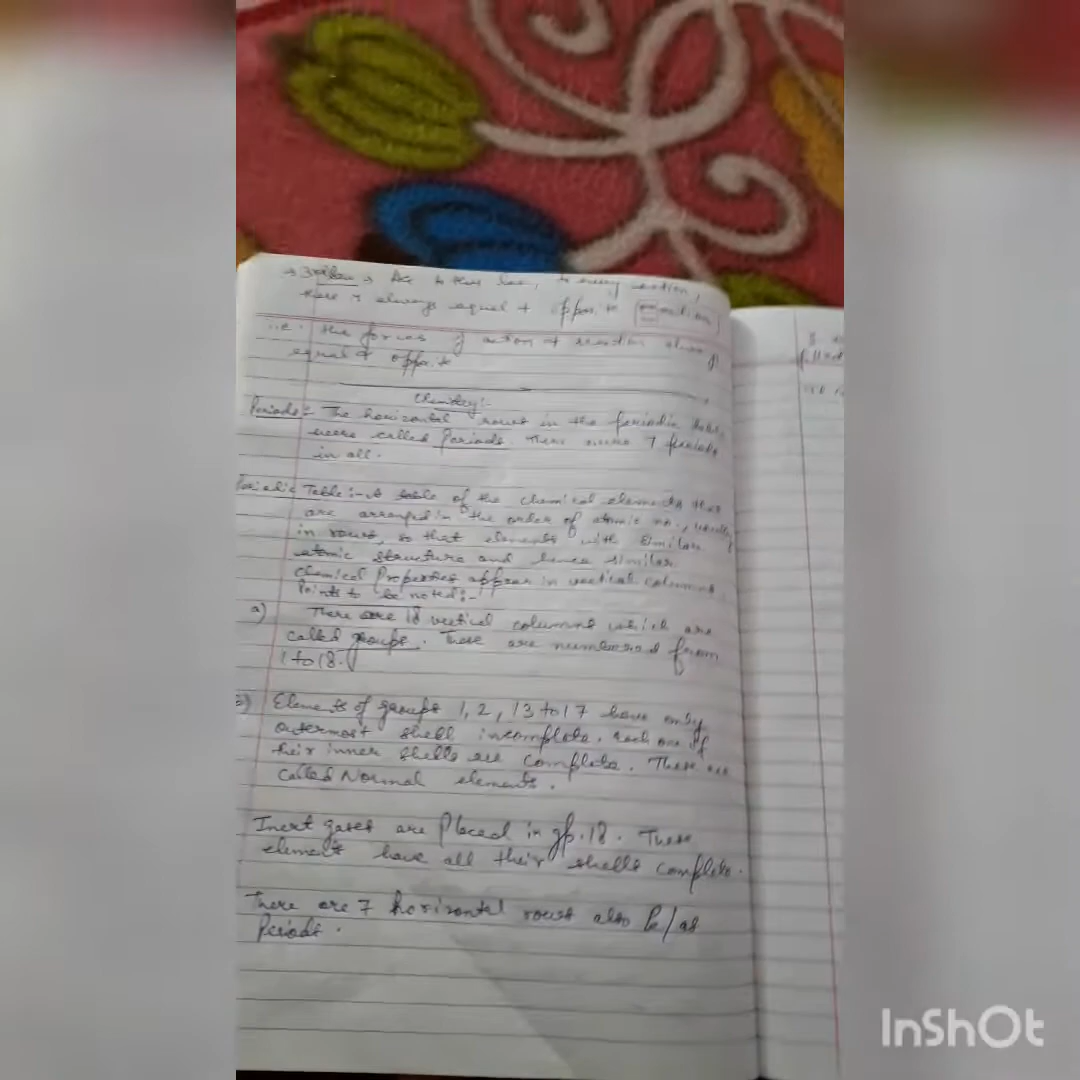 → 3rd law → Acc to this law, to every action,
there is always equal + opposite reaction,
i.e. the forces of action & reaction always
equal & opposite
Chemistry:-
Periods:- The horizontal rows in the periodic table
were called Periods. There are 7 periods
in all.
Periodic Table:- A table of the chemical elements that
are arranged in the order of atomic no., usually
in rows, so that elements with similar
atomic structure and hence similar
chemical Properties appear in vertical columns
Points to be noted:-
a) There are 18 vertical columns which are
called groups. These are numbered from
1 to 18.
Elements of groups 1, 2, 13 to 17 have only
outermost shell incomplete. each one of
their inner shells are complete. These are
called Normal elements.
Inert gases are Placed in gp. 18. These
elements have all their shells complete.
There are 7 horizontal rows also k/as
Periods.
InShOt